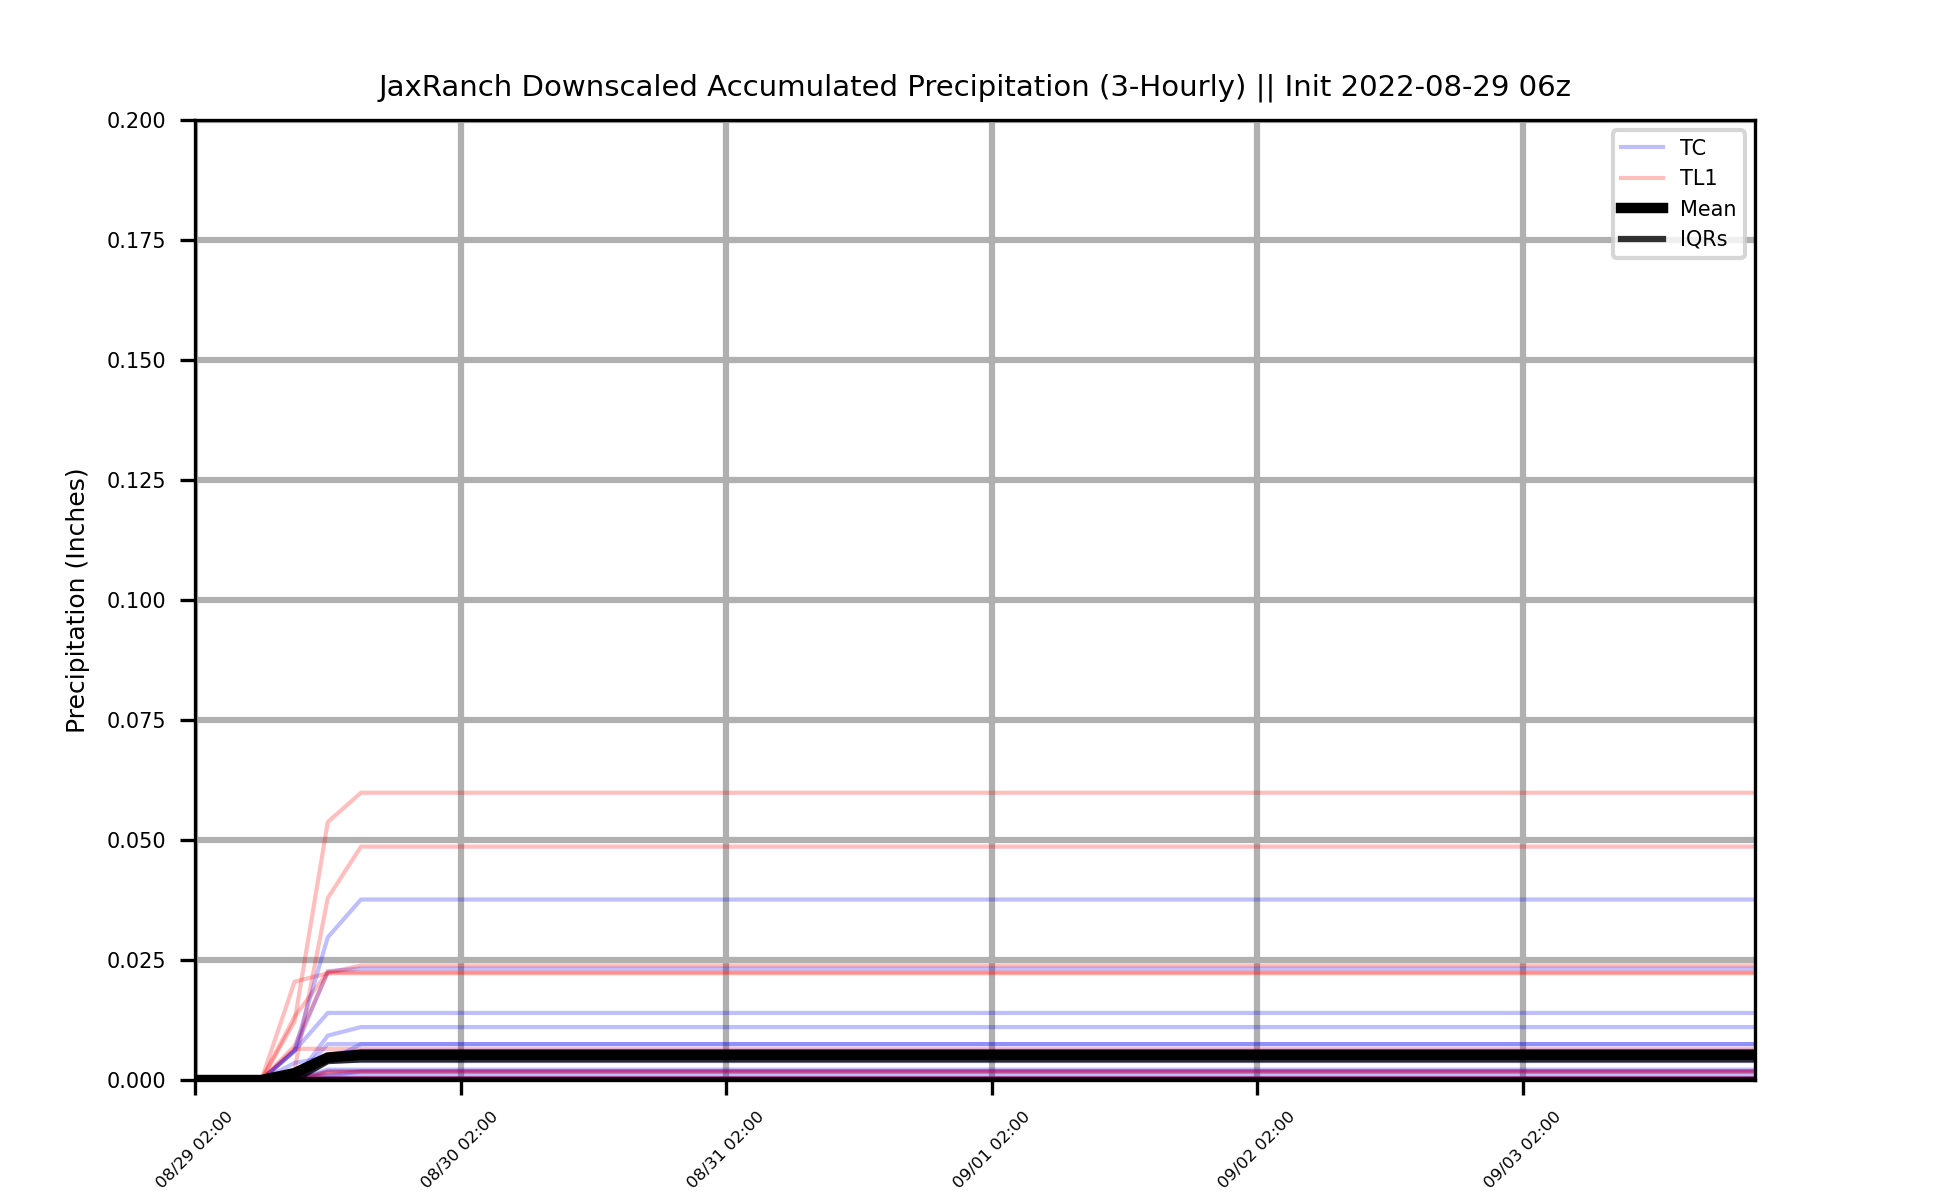 JaxRanch Downscaled Accumulated Precipitation (3-Hourly) || Init 2022-08-29 06z
TC
TL1
Mean
IQRs
Precipitation (Inches)
0.200
0.175
0.150
0.125
0.100
0.075
0.050
0.025
0.000
08/29 02:00
08/30 02:00
08/31 02:00
09/01 02:00
09/02 02:00
09/03 02:00